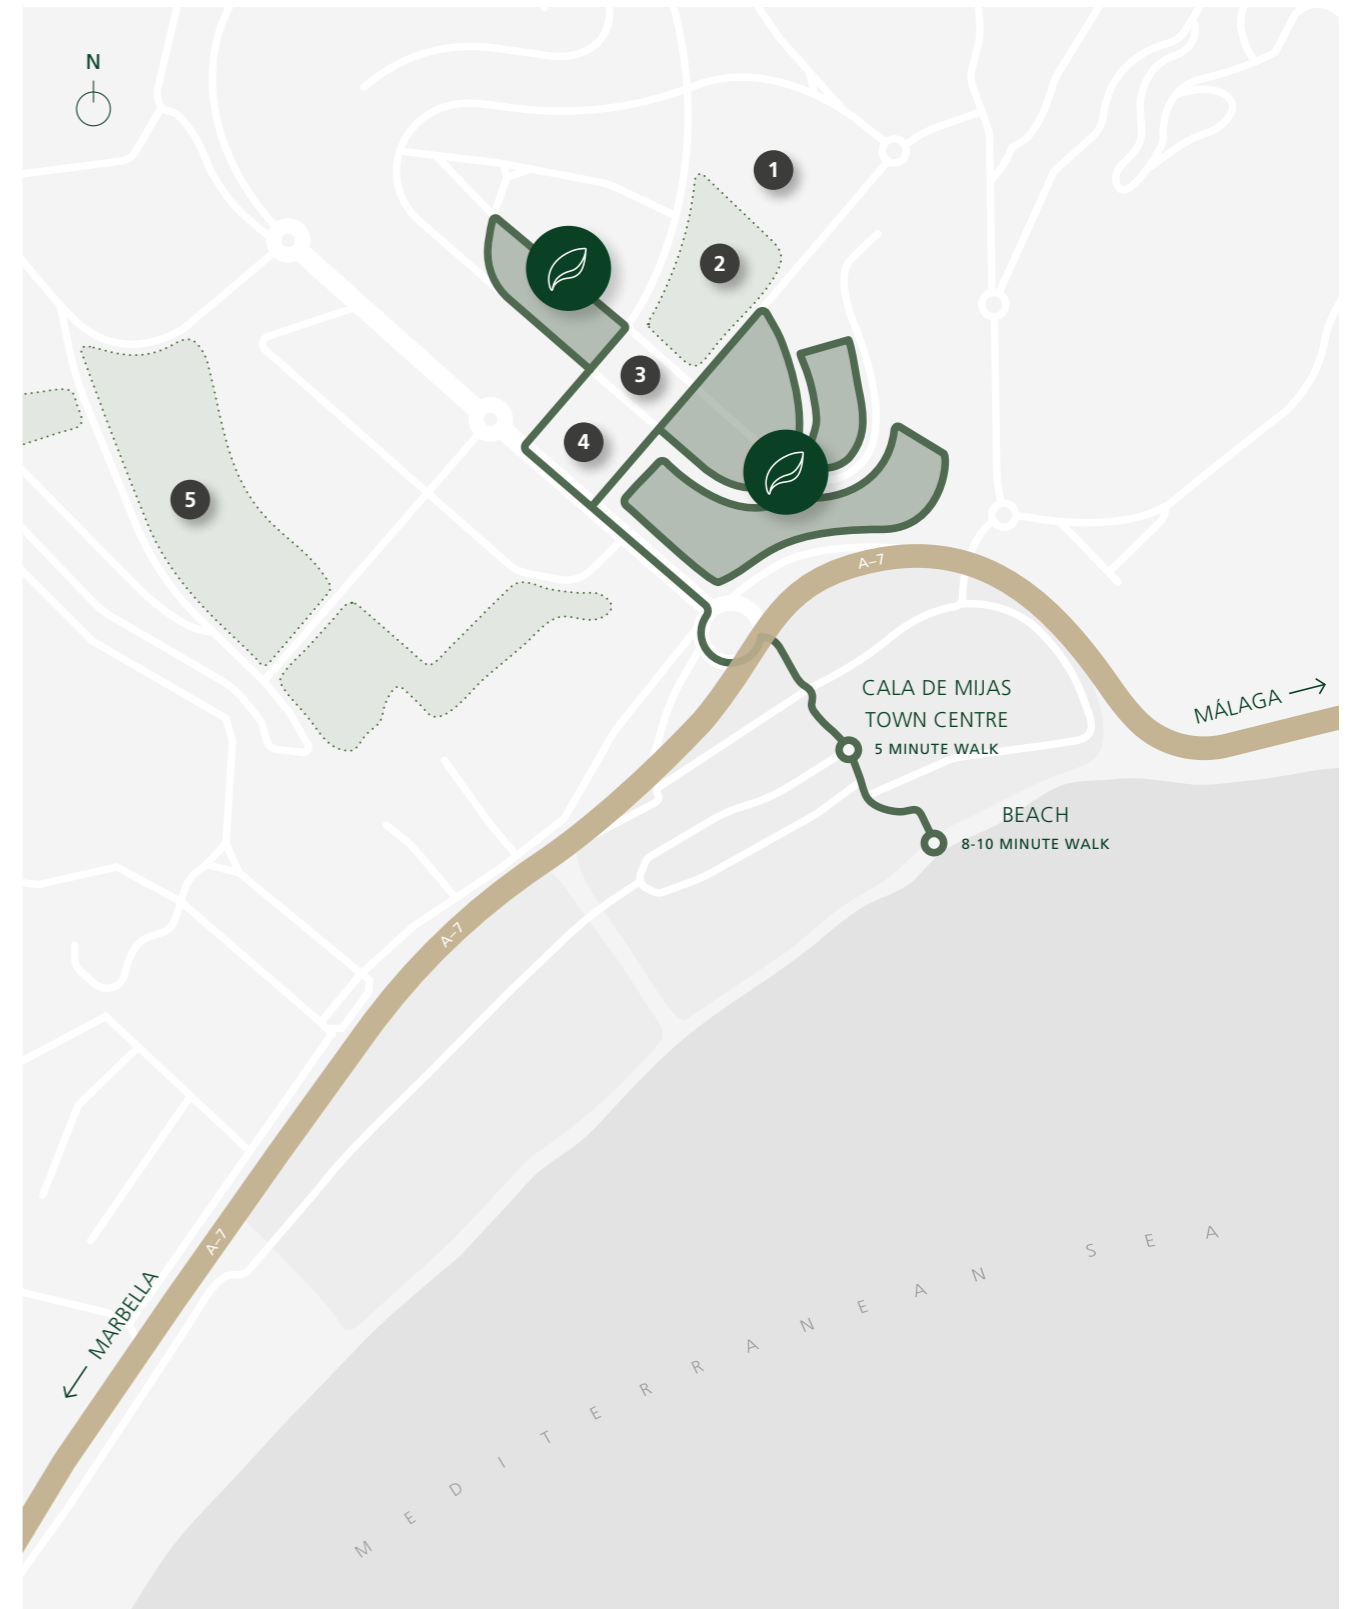 N
1
2
3
4
5
A-7
CALA DE MIJAS
TOWN CENTRE
5 MINUTE WALK
MÁLAGA
BEACH
8-10 MINUTE WALK
A-7
A-7
MARBELLA
MEDITERRANEAN SEA